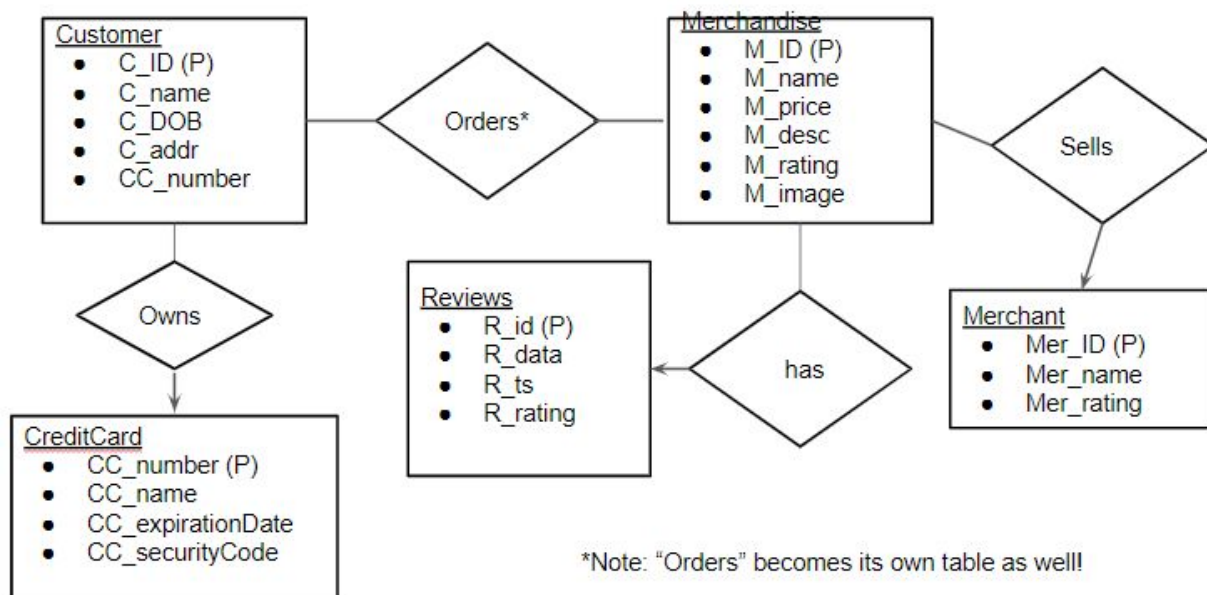 Customer
● C_ID (P)
● C_name
● C_DOB
● C_addr
● CC_number
Orders*
Merchandise
● M_ID (P)
● M_name
● M_price
● M_desc
● M_rating
● M_image
Sells
Owns
Reviews
● R_id (P)
● R_data
● R_ts
● R_rating
has
Merchant
● Mer_ID (P)
● Mer_name
● Mer_rating
CreditCard
● CC_number (P)
● CC_name
● CC_expirationDate
● CC_securityCode
*Note: “Orders” becomes its own table as well!